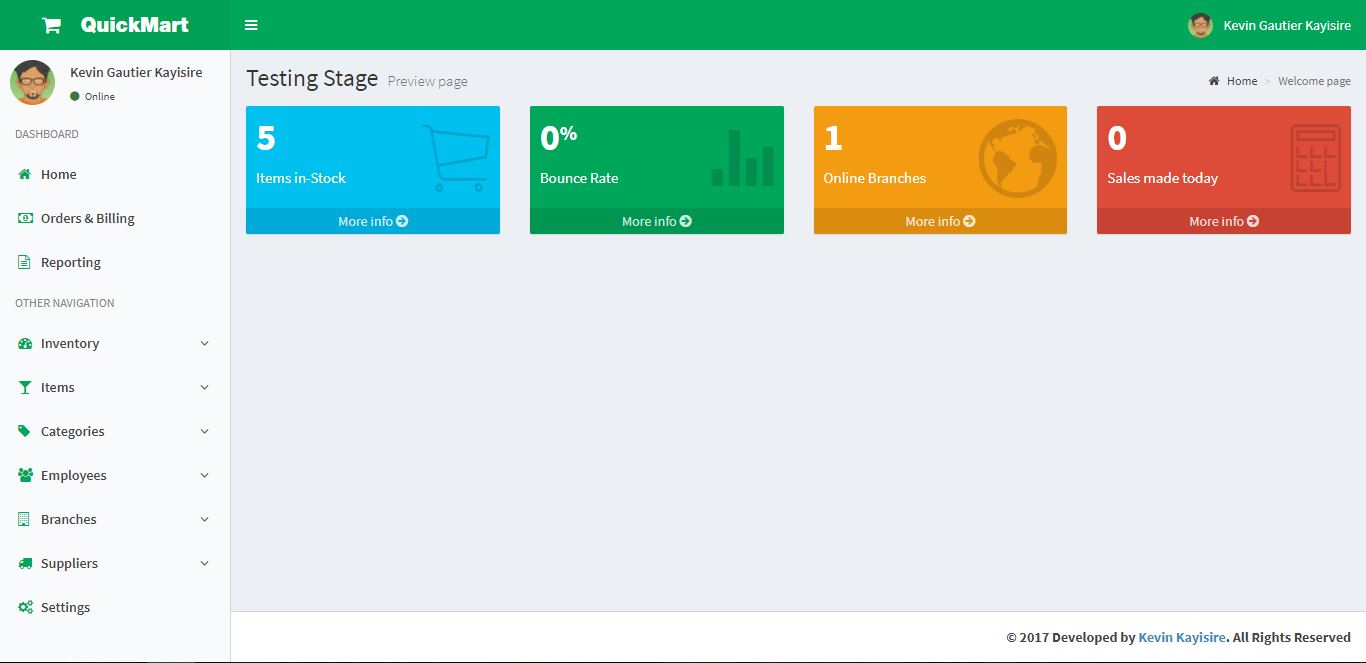 QuickMart
Kevin Gautier Kayisire
Kevin Gautier Kayisire
Online
DASHBOARD
Home
Orders & Billing
Reporting
OTHER NAVIGATION
Inventory
Items
Categories
Employees
Branches
Suppliers
Settings
Testing Stage Preview page
Home > Welcome page
5
Items in-Stock
More info
0%
Bounce Rate
More info
1
Online Branches
More info
0
Sales made today
More info
© 2017 Developed by Kevin Kayisire. All Rights Reserved